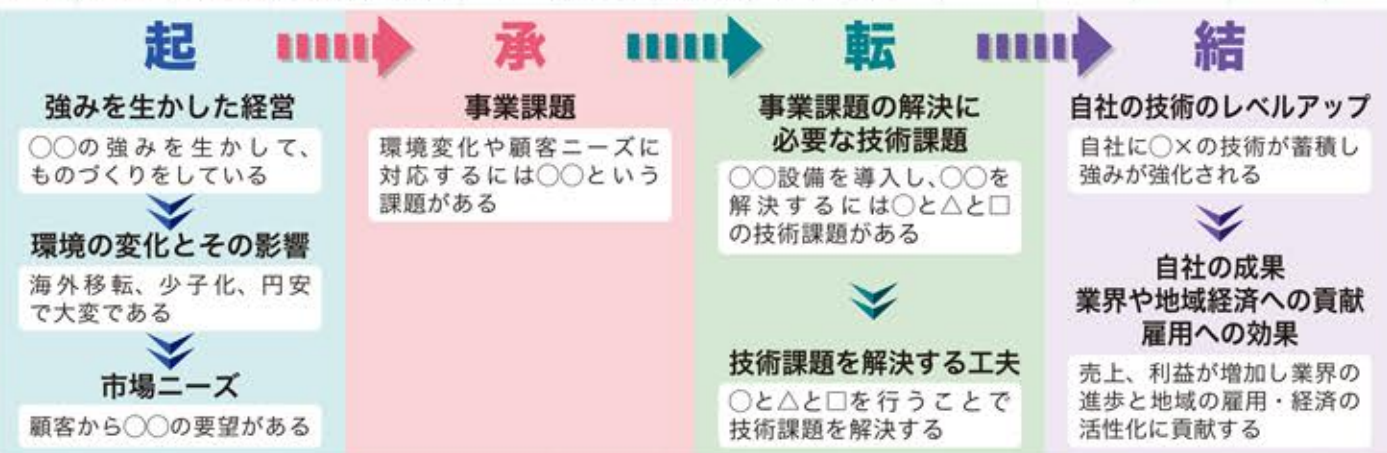 起
強みを生かした経営
○○の強みを生かして、
ものづくりをしている
環境の変化とその影響
海外移転、少子化、円安
で大変である
市場ニーズ
顧客から○○の要望がある
承
事業課題
環境変化や顧客ニーズに
対応するには○○という
課題がある
転
事業課題の解決に
必要な技術課題
○○設備を導入し、○○を
解決するには○と△と□
の技術課題がある
技術課題を解決する工夫
○と△と□を行うことで
技術課題を解決する
結
自社の技術のレベルアップ
自社に○×の技術が蓄積し
強みが強化される
自社の成果
業界や地域経済への貢献
雇用への効果
売上、利益が増加し業界の
進歩と地域の雇用・経済の
活性化に貢献する